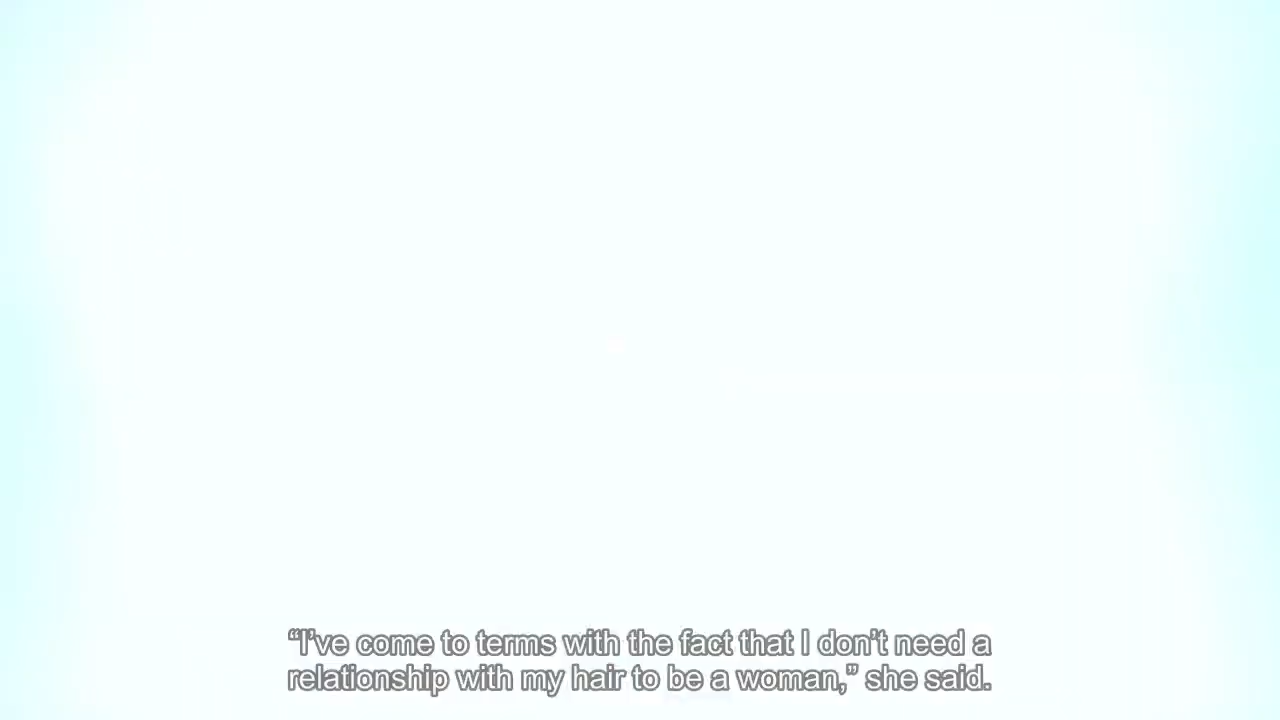 “I’ve come to terms with the fact that I don’t need a
relationship with my hair to be a woman,” she said.